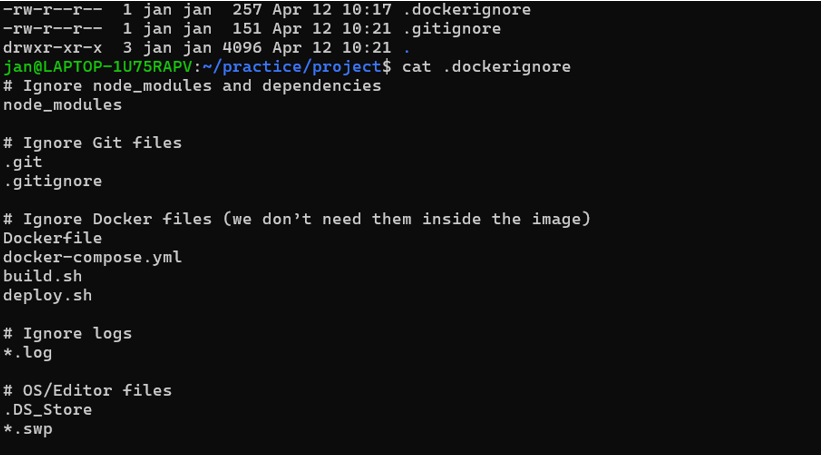 -rw-r--r--  1 jan jan  257 Apr 12 10:17 .dockerignore
-rw-r--r--  1 jan jan  151 Apr 12 10:21 .gitignore
drwxr-xr-x  3 jan jan 4096 Apr 12 10:21 .
jan@LAPTOP-1U75RAPV:~/practice/project$ cat .dockerignore
# Ignore node_modules and dependencies
node_modules

# Ignore Git files
.git
.gitignore

# Ignore Docker files (we don’t need them inside the image)
Dockerfile
docker-compose.yml
build.sh
deploy.sh

# Ignore logs
*.log

# OS/Editor files
.DS_Store
*.swp